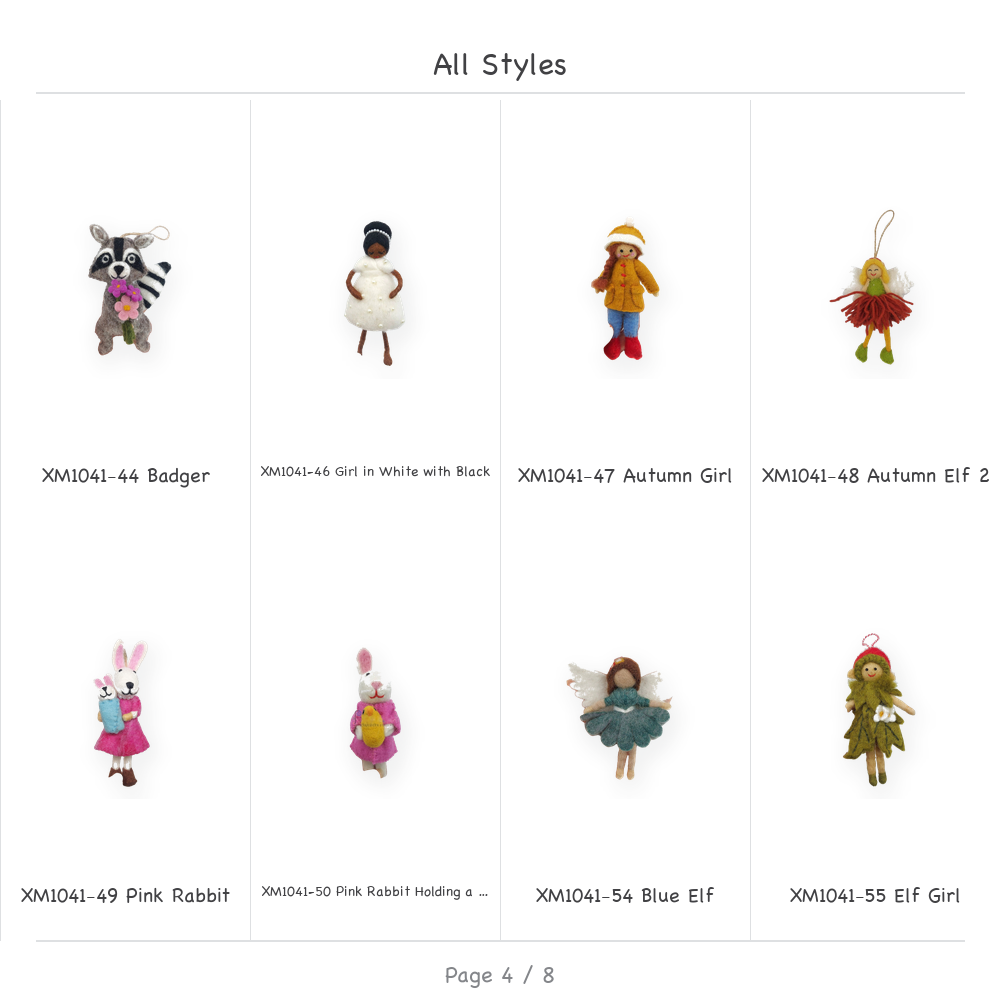 All Styles
XM1041-44 Badger
XM1041-46 Girl in White with Black
XM1041-47 Autumn Girl
XM1041-48 Autumn Elf 2
XM1041-49 Pink Rabbit
XM1041-50 Pink Rabbit Holding a ...
XM1041-54 Blue Elf
XM1041-55 Elf Girl
Page 4 / 8